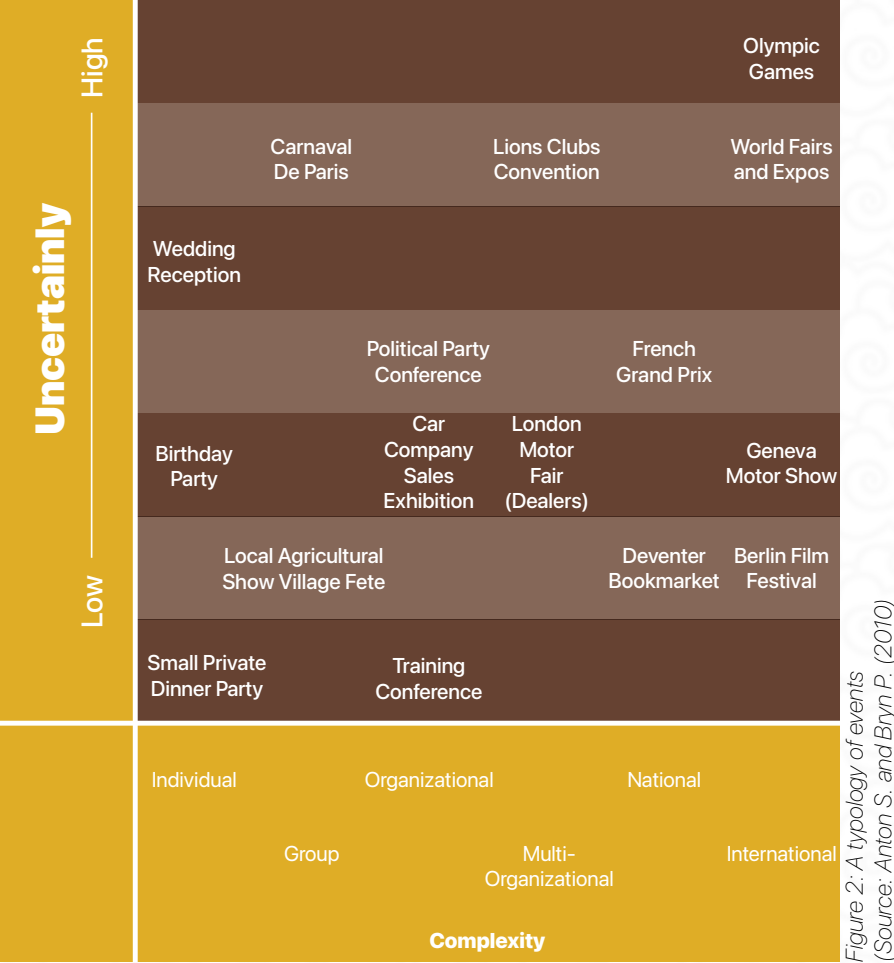 High
Uncertainly
Low
Olympic
Games
Carnaval
De Paris
Lions Clubs
Convention
World Fairs
and Expos
Wedding
Reception
Political Party
Conference
French
Grand Prix
Birthday
Party
Car
Company
Sales
Exhibition
London
Motor
Fair
(Dealers)
Geneva
Motor Show
Local Agricultural
Show Village Fete
Deventer
Bookmarket
Berlin Film
Festival
Small Private
Dinner Party
Training
Conference
Individual
Organizational
National
Group
Multi-
Organizational
International
Complexity
Figure 2: A typology of events
(Source: Anton S. and Bryn P. (2010)